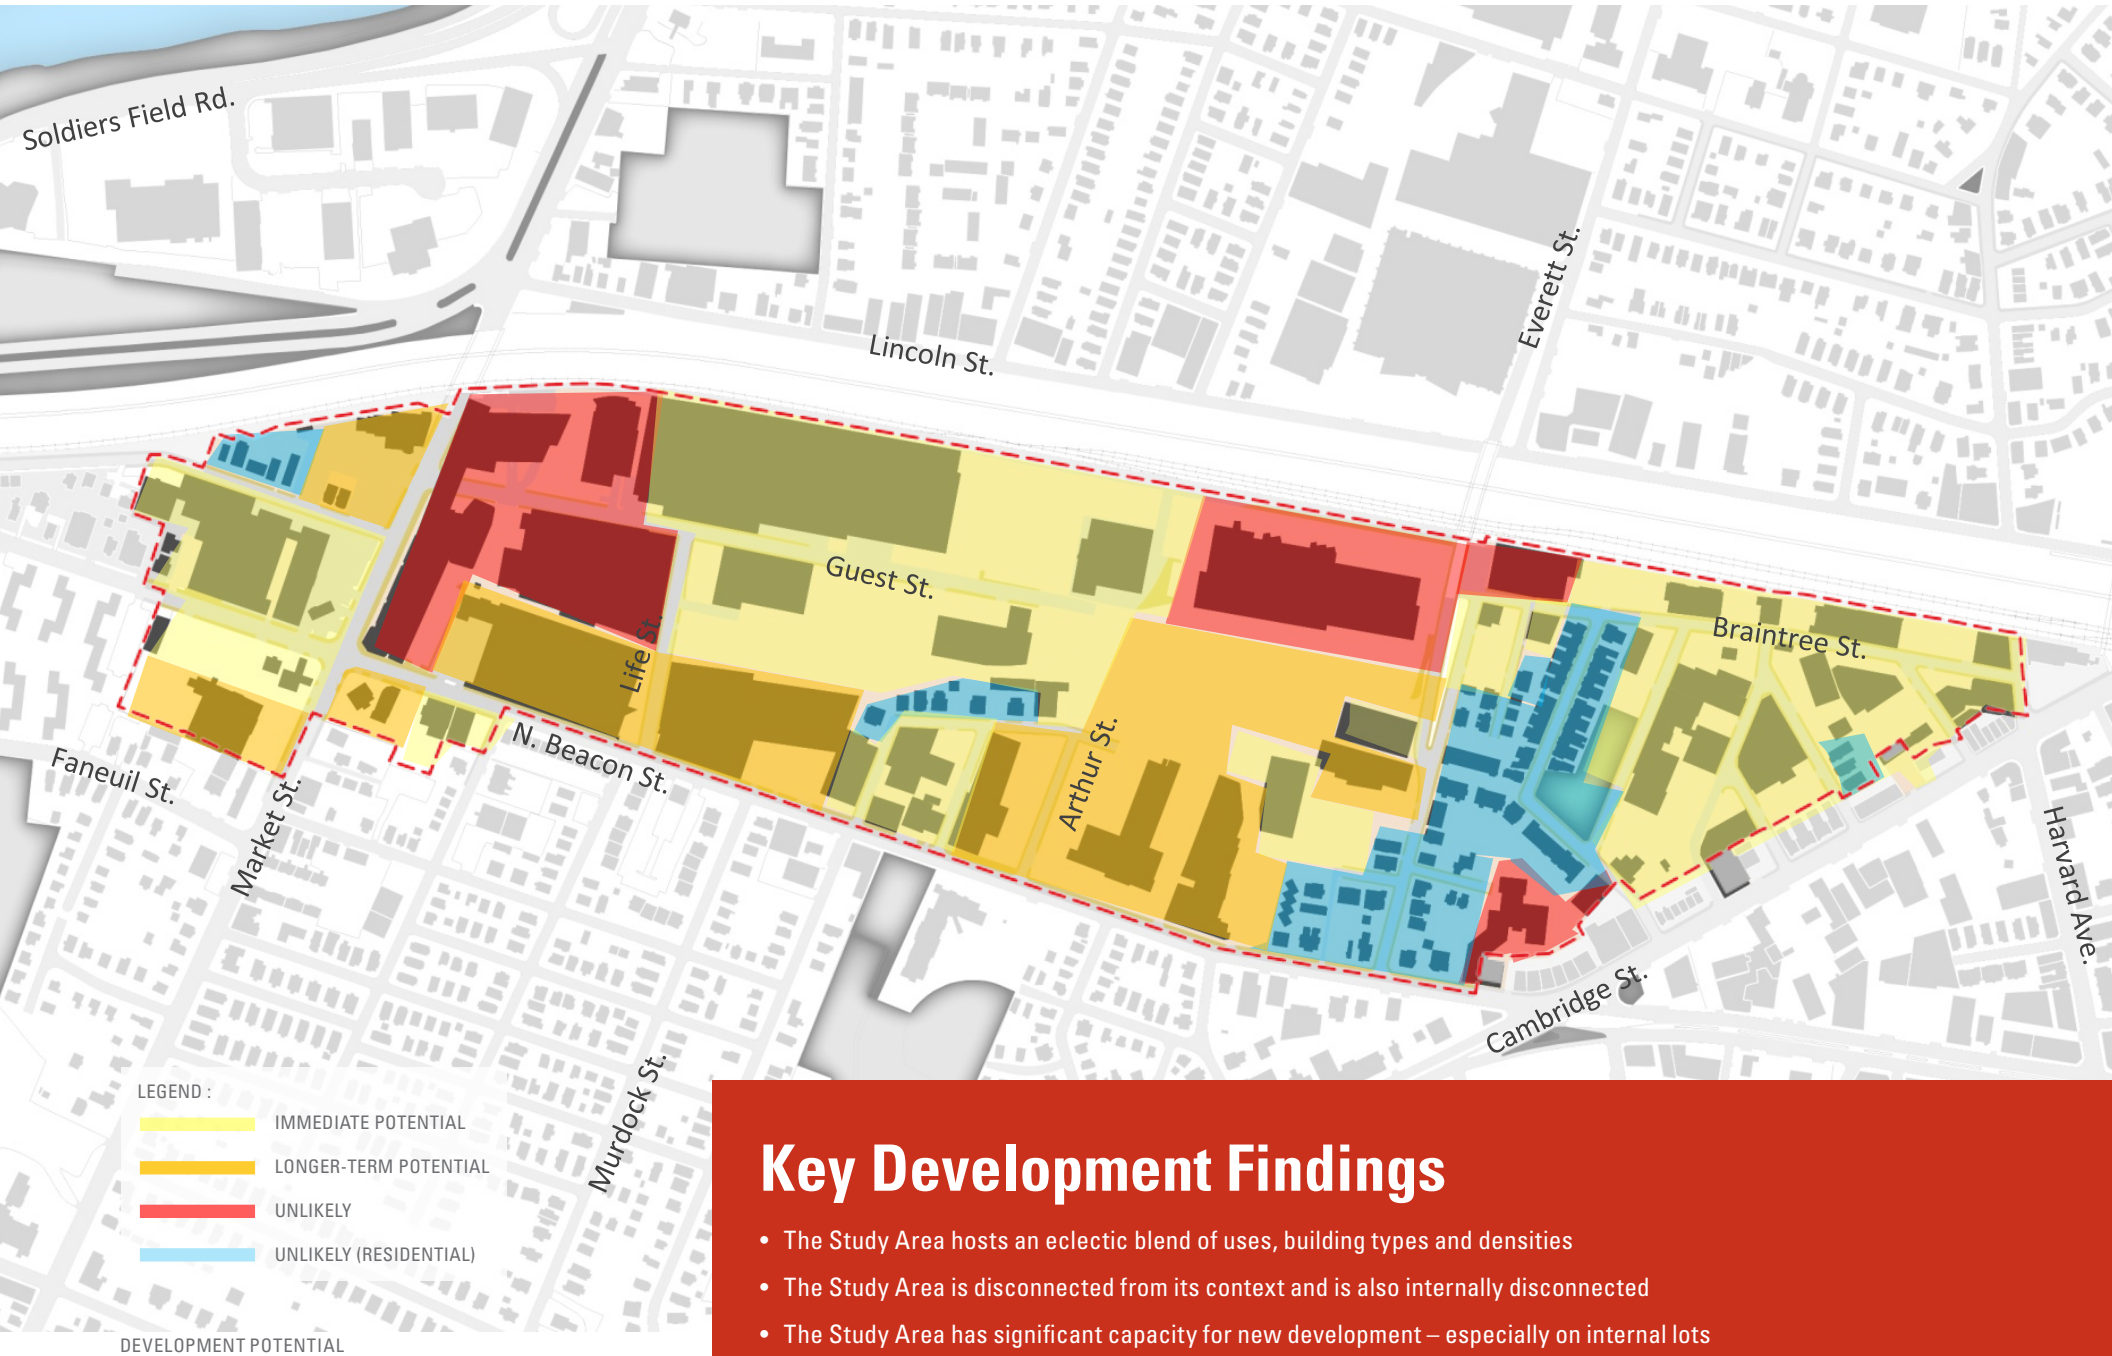 Soldiers Field Rd.
Lincoln St.
Everett St.
Guest St.
Life St.
Braintree St.
N. Beacon St.
Arthur St.
Faneuil St.
Market St.
Harvard Ave.
Cambridge St.
Murdock St.
LEGEND :
IMMEDIATE POTENTIAL
LONGER-TERM POTENTIAL
UNLIKELY
UNLIKELY (RESIDENTIAL)
DEVELOPMENT POTENTIAL
Key Development Findings
• The Study Area hosts an eclectic blend of uses, building types and densities
• The Study Area is disconnected from its context and is also internally disconnected
• The Study Area has significant capacity for new development – especially on internal lots